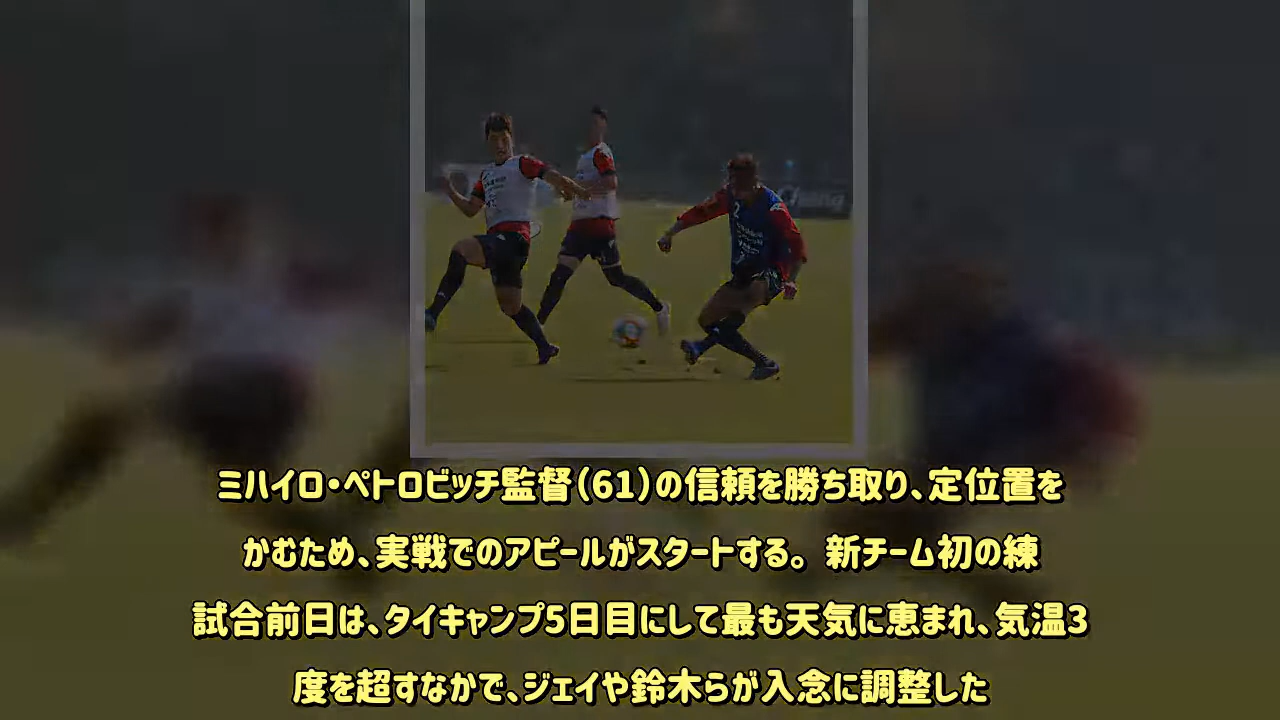 ミハイロ・ペトロビッチ監督(61)の信頼を勝ち取り、定位置を
かむため、実戦でのアピールがスタートする。新チーム初の練
試合前日は、タイキャンプ5日目にして最も天気に恵まれ、気温3
度を超すなかで、ジェイや鈴木らが入念に調整した